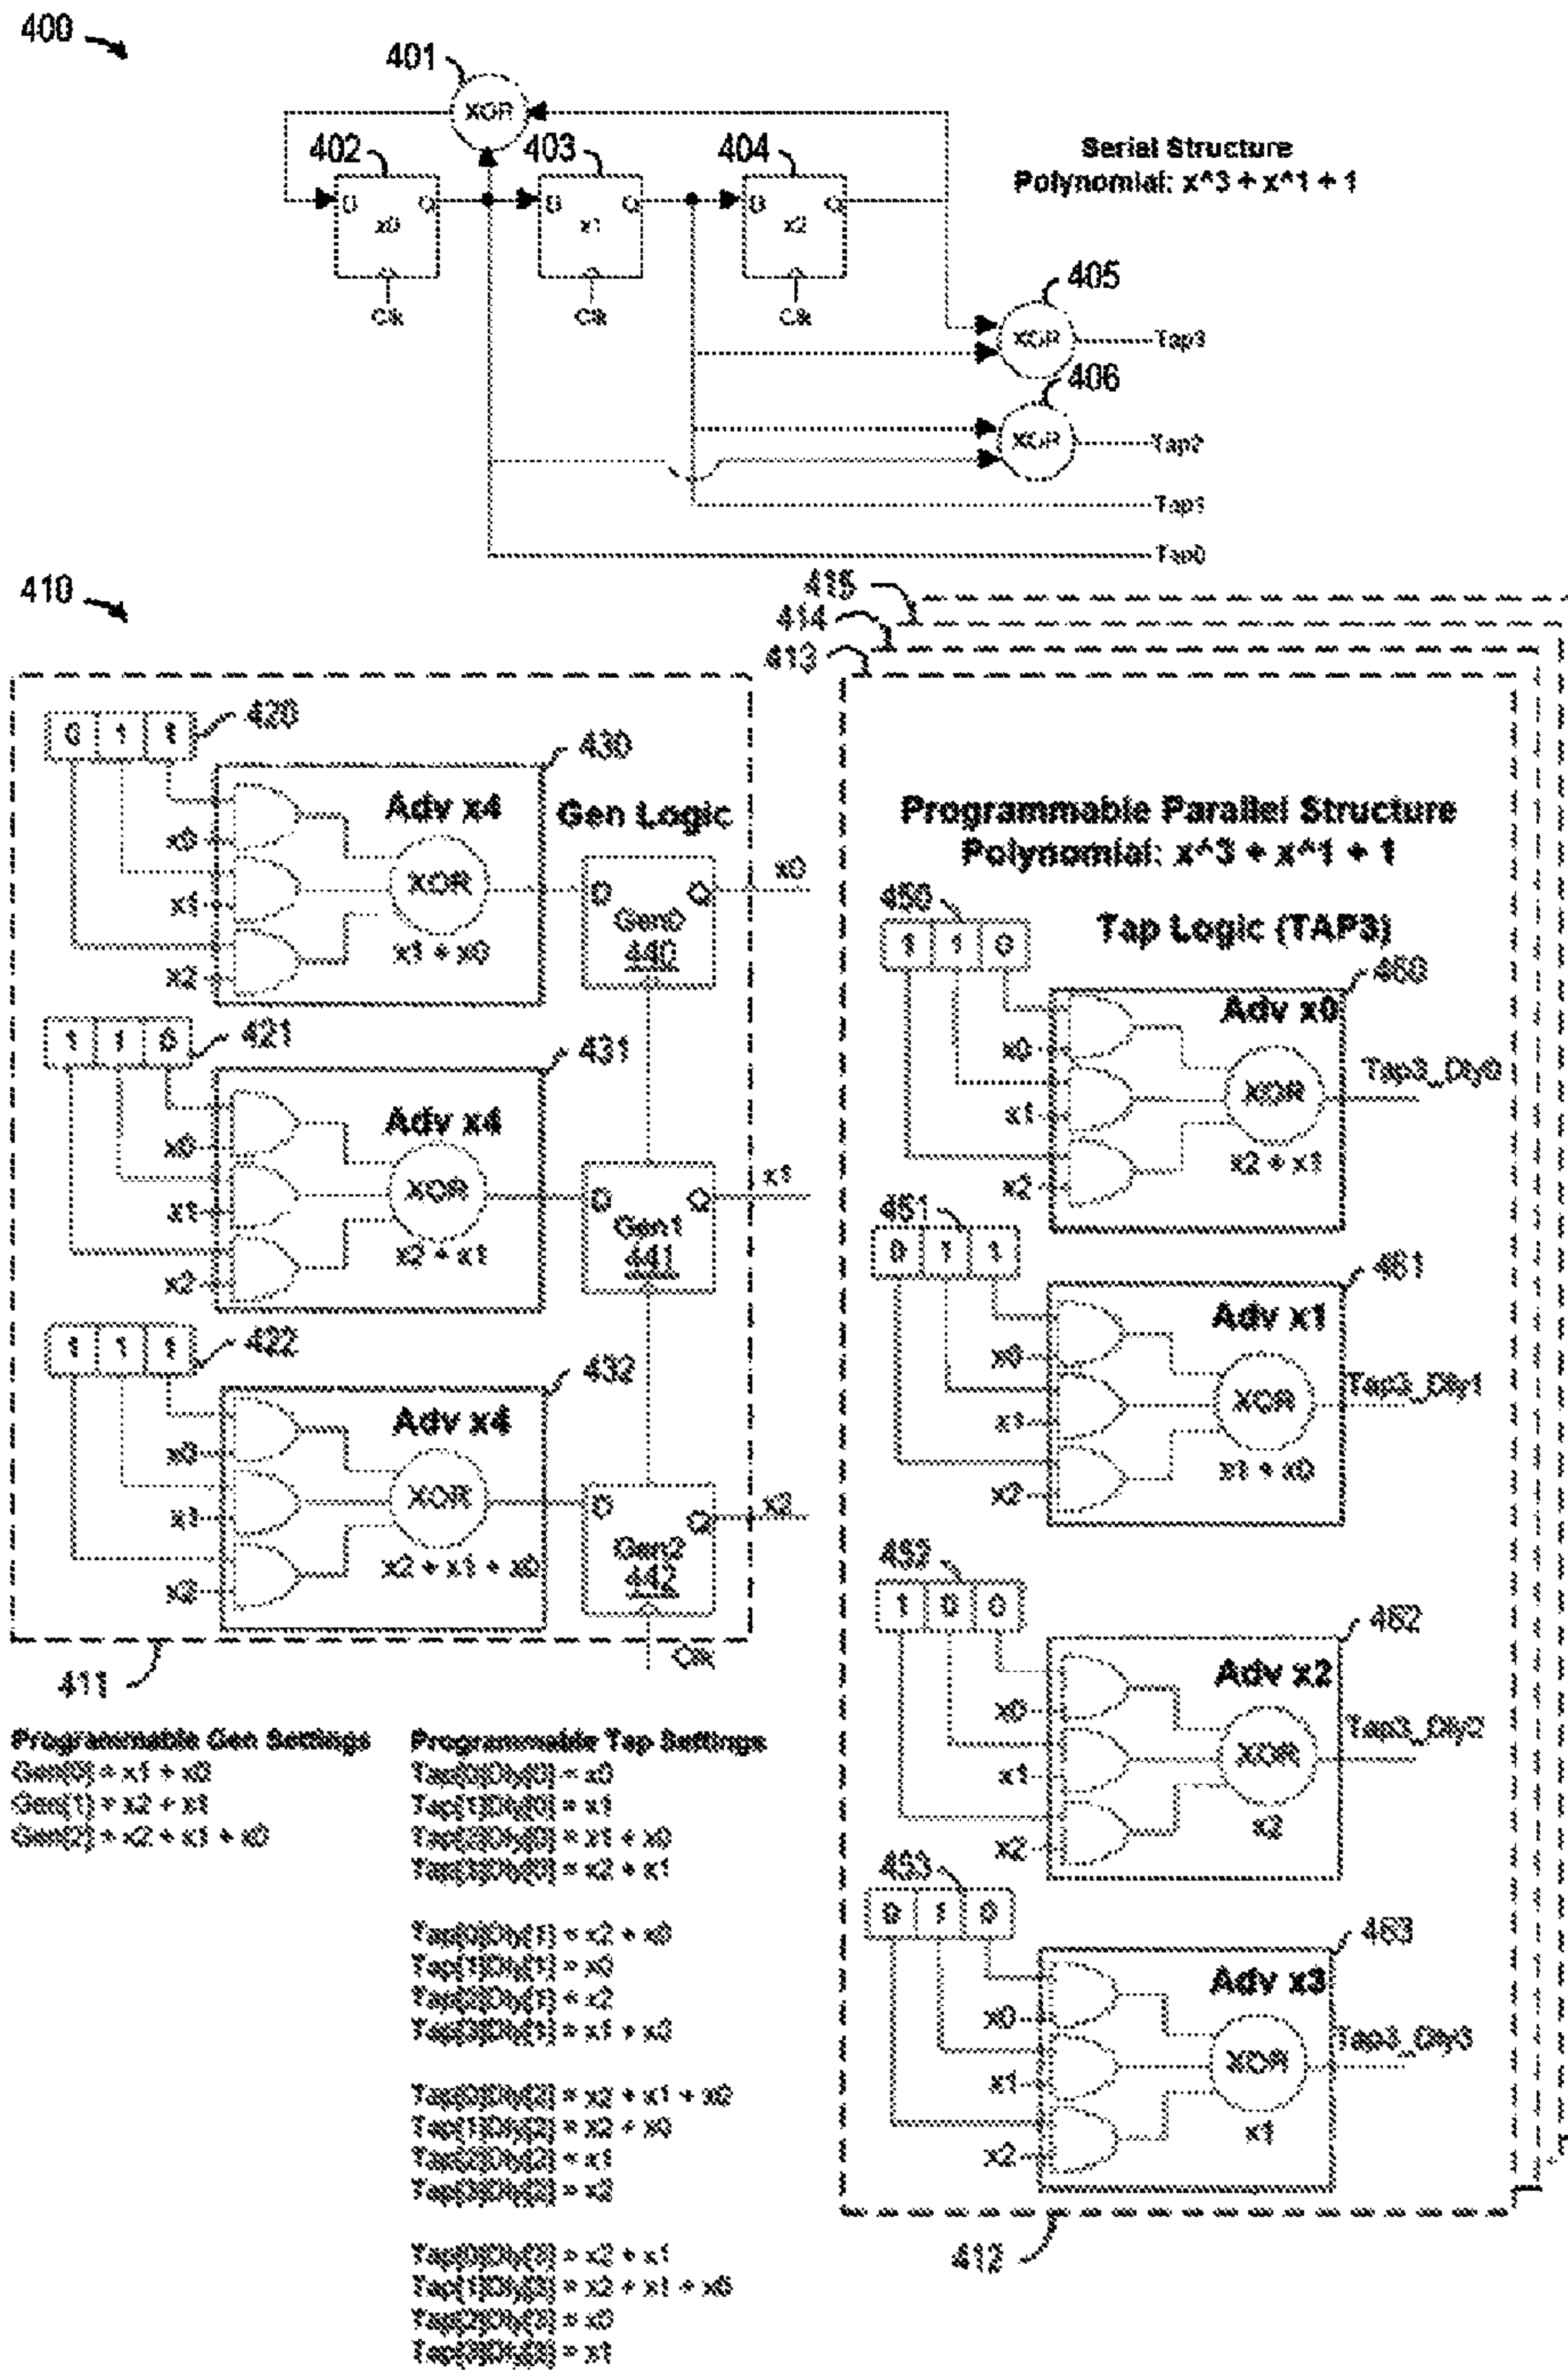 400
401
XOR
402
403
404
Serial Structure
Polynomial: x^3 + x^1 + 1
D Q
x0
D Q
x1
D Q
x2
Clk
Clk
Clk
405
XOR
Tap3
406
XOR
Tap2
Tap1
Tap0
410
415
414
413
0 1 1
420
430
Adv x4
Gen Logic
x0
x1
x2
XOR
x1 + x0
D Q
Gen0
440
x0
1 1 0
421
431
Adv x4
x0
x1
x2
XOR
x2 + x1
D Q
Gen1
441
x1
1 1 1
422
432
Adv x4
x0
x1
x2
XOR
x2 + x1 + x0
D Q
Gen2
442
x2
Clk
411
Programmable Parallel Structure
Polynomial: x^3 + x^1 + 1
Tap Logic (TAP3)
450
1 1 0
460
Adv x0
x0
x1
x2
XOR
x2 + x1
Tap3_Dly0
451
0 1 1
461
Adv x1
x0
x1
x2
XOR
x1 + x0
Tap3_Dly1
452
1 0 0
462
Adv x2
x0
x1
x2
XOR
x2
Tap3_Dly2
453
0 1 0
463
Adv x3
x0
x1
x2
XOR
x1
Tap3_Dly3
412
Programmable Gen Settings
Gen[0] = x1 + x0
Gen[1] = x2 + x1
Gen[2] = x2 + x1 + x0
Programmable Tap Settings
Tap[0]Dly[0] = x0
Tap[1]Dly[0] = x1
Tap[2]Dly[0] = x1 + x0
Tap[3]Dly[0] = x2 + x1
Tap[0]Dly[1] = x2 + x0
Tap[1]Dly[1] = x0
Tap[2]Dly[1] = x2
Tap[3]Dly[1] = x1 + x0
Tap[0]Dly[2] = x2 + x1 + x0
Tap[1]Dly[2] = x2 + x0
Tap[2]Dly[2] = x1
Tap[3]Dly[2] = x2
Tap[0]Dly[3] = x2 + x1
Tap[1]Dly[3] = x2 + x1 + x0
Tap[2]Dly[3] = x0
Tap[3]Dly[3] = x1